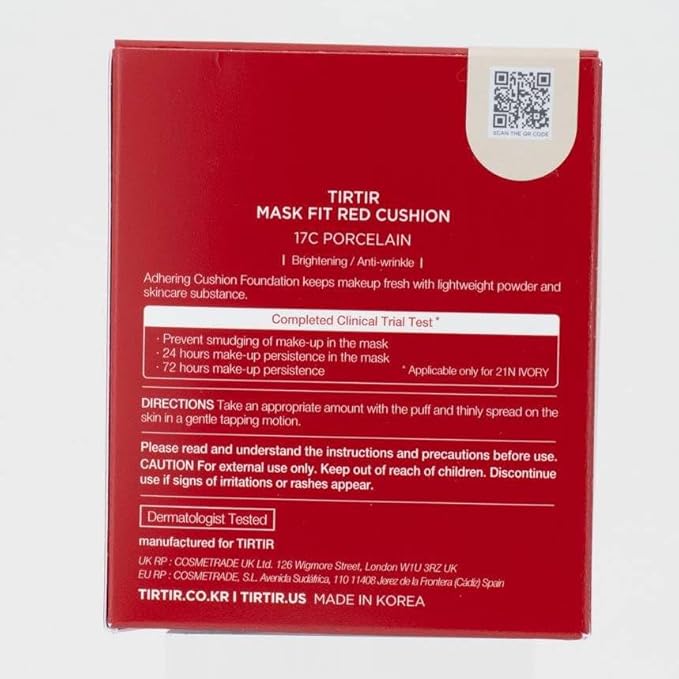 SCAN THE QR CODE
TIRTIR
MASK FIT RED CUSHION
17C PORCELAIN
| Brightening / Anti-wrinkle |
Adhering Cushion Foundation keeps makeup fresh with lightweight powder and
skincare substance.
Completed Clinical Trial Test*
· Prevent smudging of make-up in the mask
· 24 hours make-up persistence in the mask
· 72 hours make-up persistence * Applicable only for 21N IVORY
DIRECTIONS Take an appropriate amount with the puff and thinly spread on the
skin in a gentle tapping motion.
Please read and understand the instructions and precautions before use.
CAUTION For external use only. Keep out of reach of children. Discontinue
use if signs of irritations or rashes appear.
Dermatologist Tested
manufactured for TIRTIR
UK RP : COSMETRADE UK Ltd. 126 Wigmore Street, London W1U 3RZ UK
EU RP : COSMETRADE, S.L. Avenida Sudáfrica, 110 11408 Jerez de la Frontera (Cádiz) Spain
TIRTIR.CO.KR | TIRTIR.US MADE IN KOREA